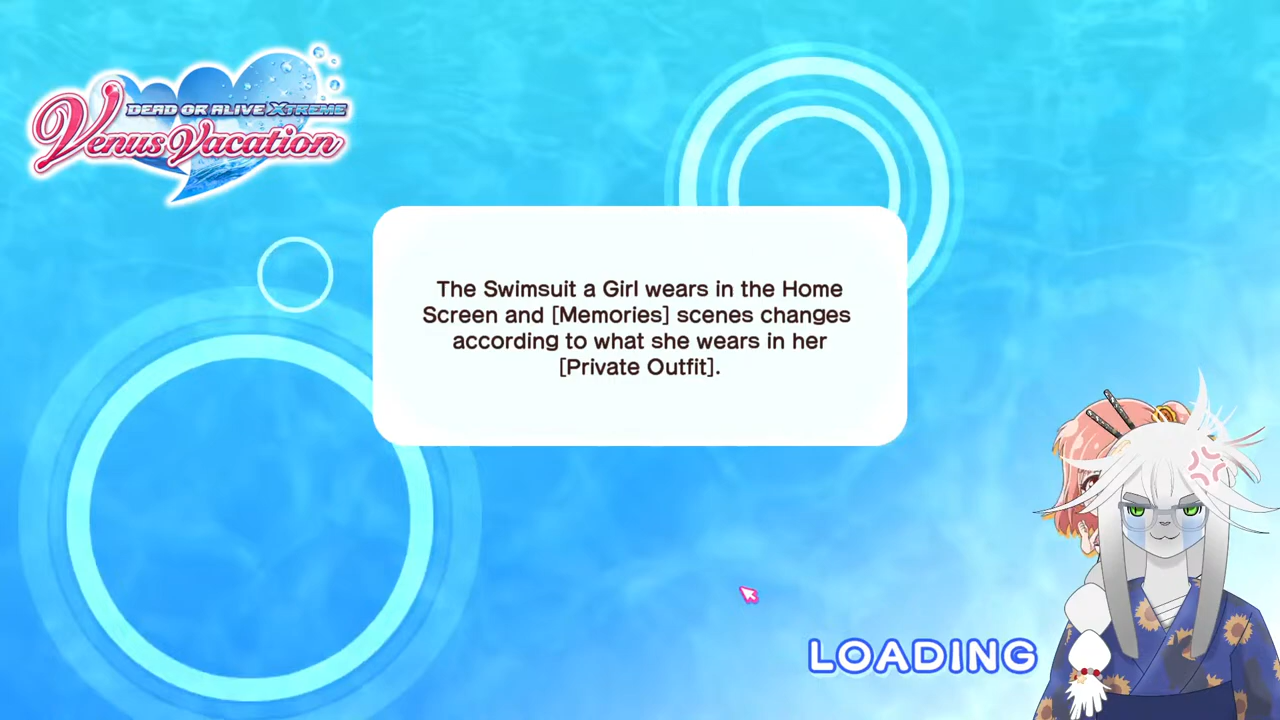 DEAD OR ALIVE XTREME
Venus Vacation
The Swimsuit a Girl wears in the Home
Screen and [Memories] scenes changes
according to what she wears in her
[Private Outfit].
LOADING